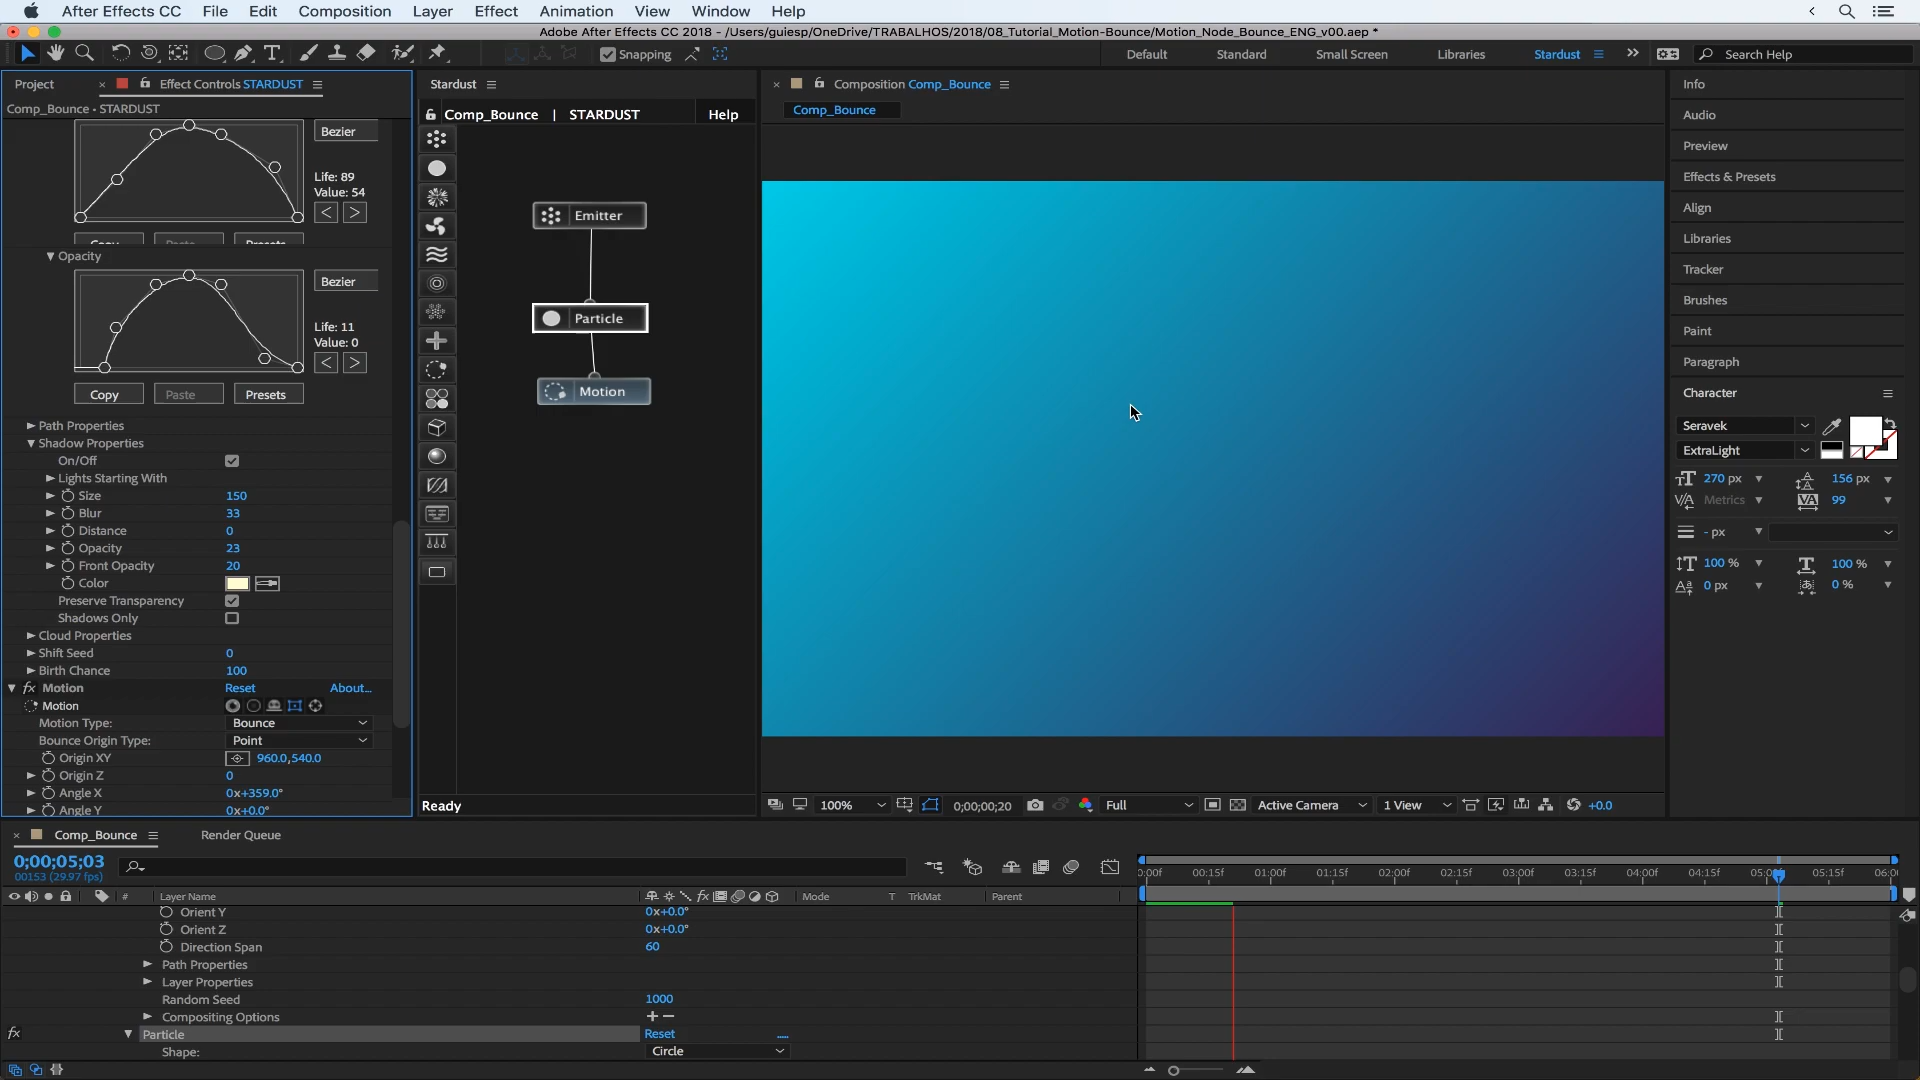 After Effects CC File Edit Composition Layer Effect Animation View Window Help
Adobe After Effects CC 2018 - /Users/guiesp/OneDrive/TRABALHOS/2018/08_Tutorial_Motion-Bounce/Motion_Node_Bounce_ENG_v00.aep *
Snapping Default Standard Small Screen Libraries Stardust Search Help
Project Effect Controls STARDUST
Comp_Bounce • STARDUST
Bezier
Life: 89
Value: 54
< >
Copy Paste Presets
Opacity
Bezier
Life: 11
Value: 0
< >
Copy Paste Presets
Path Properties
Shadow Properties
On/Off
Lights Starting With
Size 150
Blur 33
Distance 0
Opacity 23
Front Opacity 20
Color
Preserve Transparency
Shadows Only
Cloud Properties
Shift Seed 0
Birth Chance 100
fx Motion Reset About...
Motion
Motion Type: Bounce
Bounce Origin Type: Point
Origin XY 960.0,540.0
Origin Z 0
Angle X 0x+359.0°
Angle Y 0x+0.0°
Stardust
Comp_Bounce | STARDUST Help
Emitter
Particle
Motion
Ready
Composition Comp_Bounce
Comp_Bounce
100% 0;00;00;20 Full Active Camera 1 View +0.0
Info
Audio
Preview
Effects & Presets
Align
Libraries
Tracker
Brushes
Paint
Paragraph
Character
Seravek
ExtraLight
270 px 156 px
Metrics 99
- px
100 % 100 %
0 px 0 %
Comp_Bounce Render Queue
0;00;05;03
00153 (29.97 fps)
# Layer Name Mode T TrkMat Parent
00:15f 01:00f 01:15f 02:00f 02:15f 03:00f 03:15f 04:00f 04:15f 05:15f
Orient Y 0x+0.0°
Orient Z 0x+0.0°
Direction Span 60
Path Properties
Layer Properties
Random Seed 1000
Compositing Options + −
fx Particle Reset ....
Shape: Circle